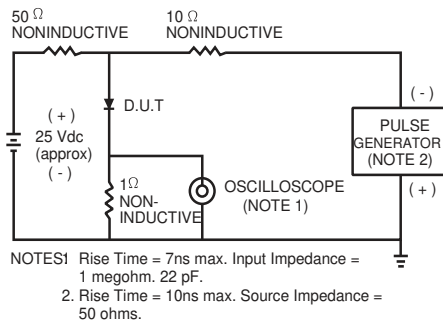 50 Ω
NONINDUCTIVE
10 Ω
NONINDUCTIVE
( + )
25 Vdc
(approx)
( - )
D.U.T
1Ω
NON-
INDUCTIVE
OSCILLOSCOPE
(NOTE 1)
( - )
PULSE
GENERATOR
(NOTE 2)
( + )
NOTES1 Rise Time = 7ns max. Input Impedance =
1 megohm. 22 pF.
2. Rise Time = 10ns max. Source Impedance =
50 ohms.